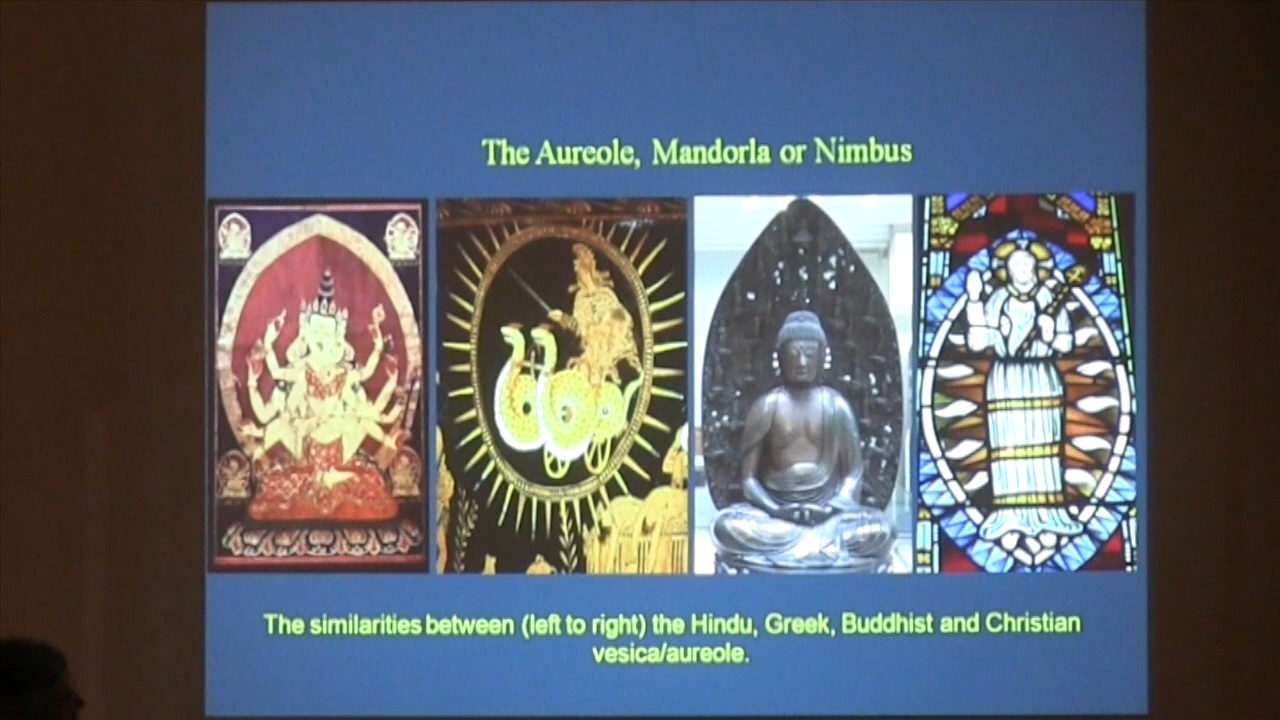 The Aureole, Mandorla or Nimbus
The similarities between (left to right) the Hindu, Greek, Buddhist and Christian
vesica/aureole.